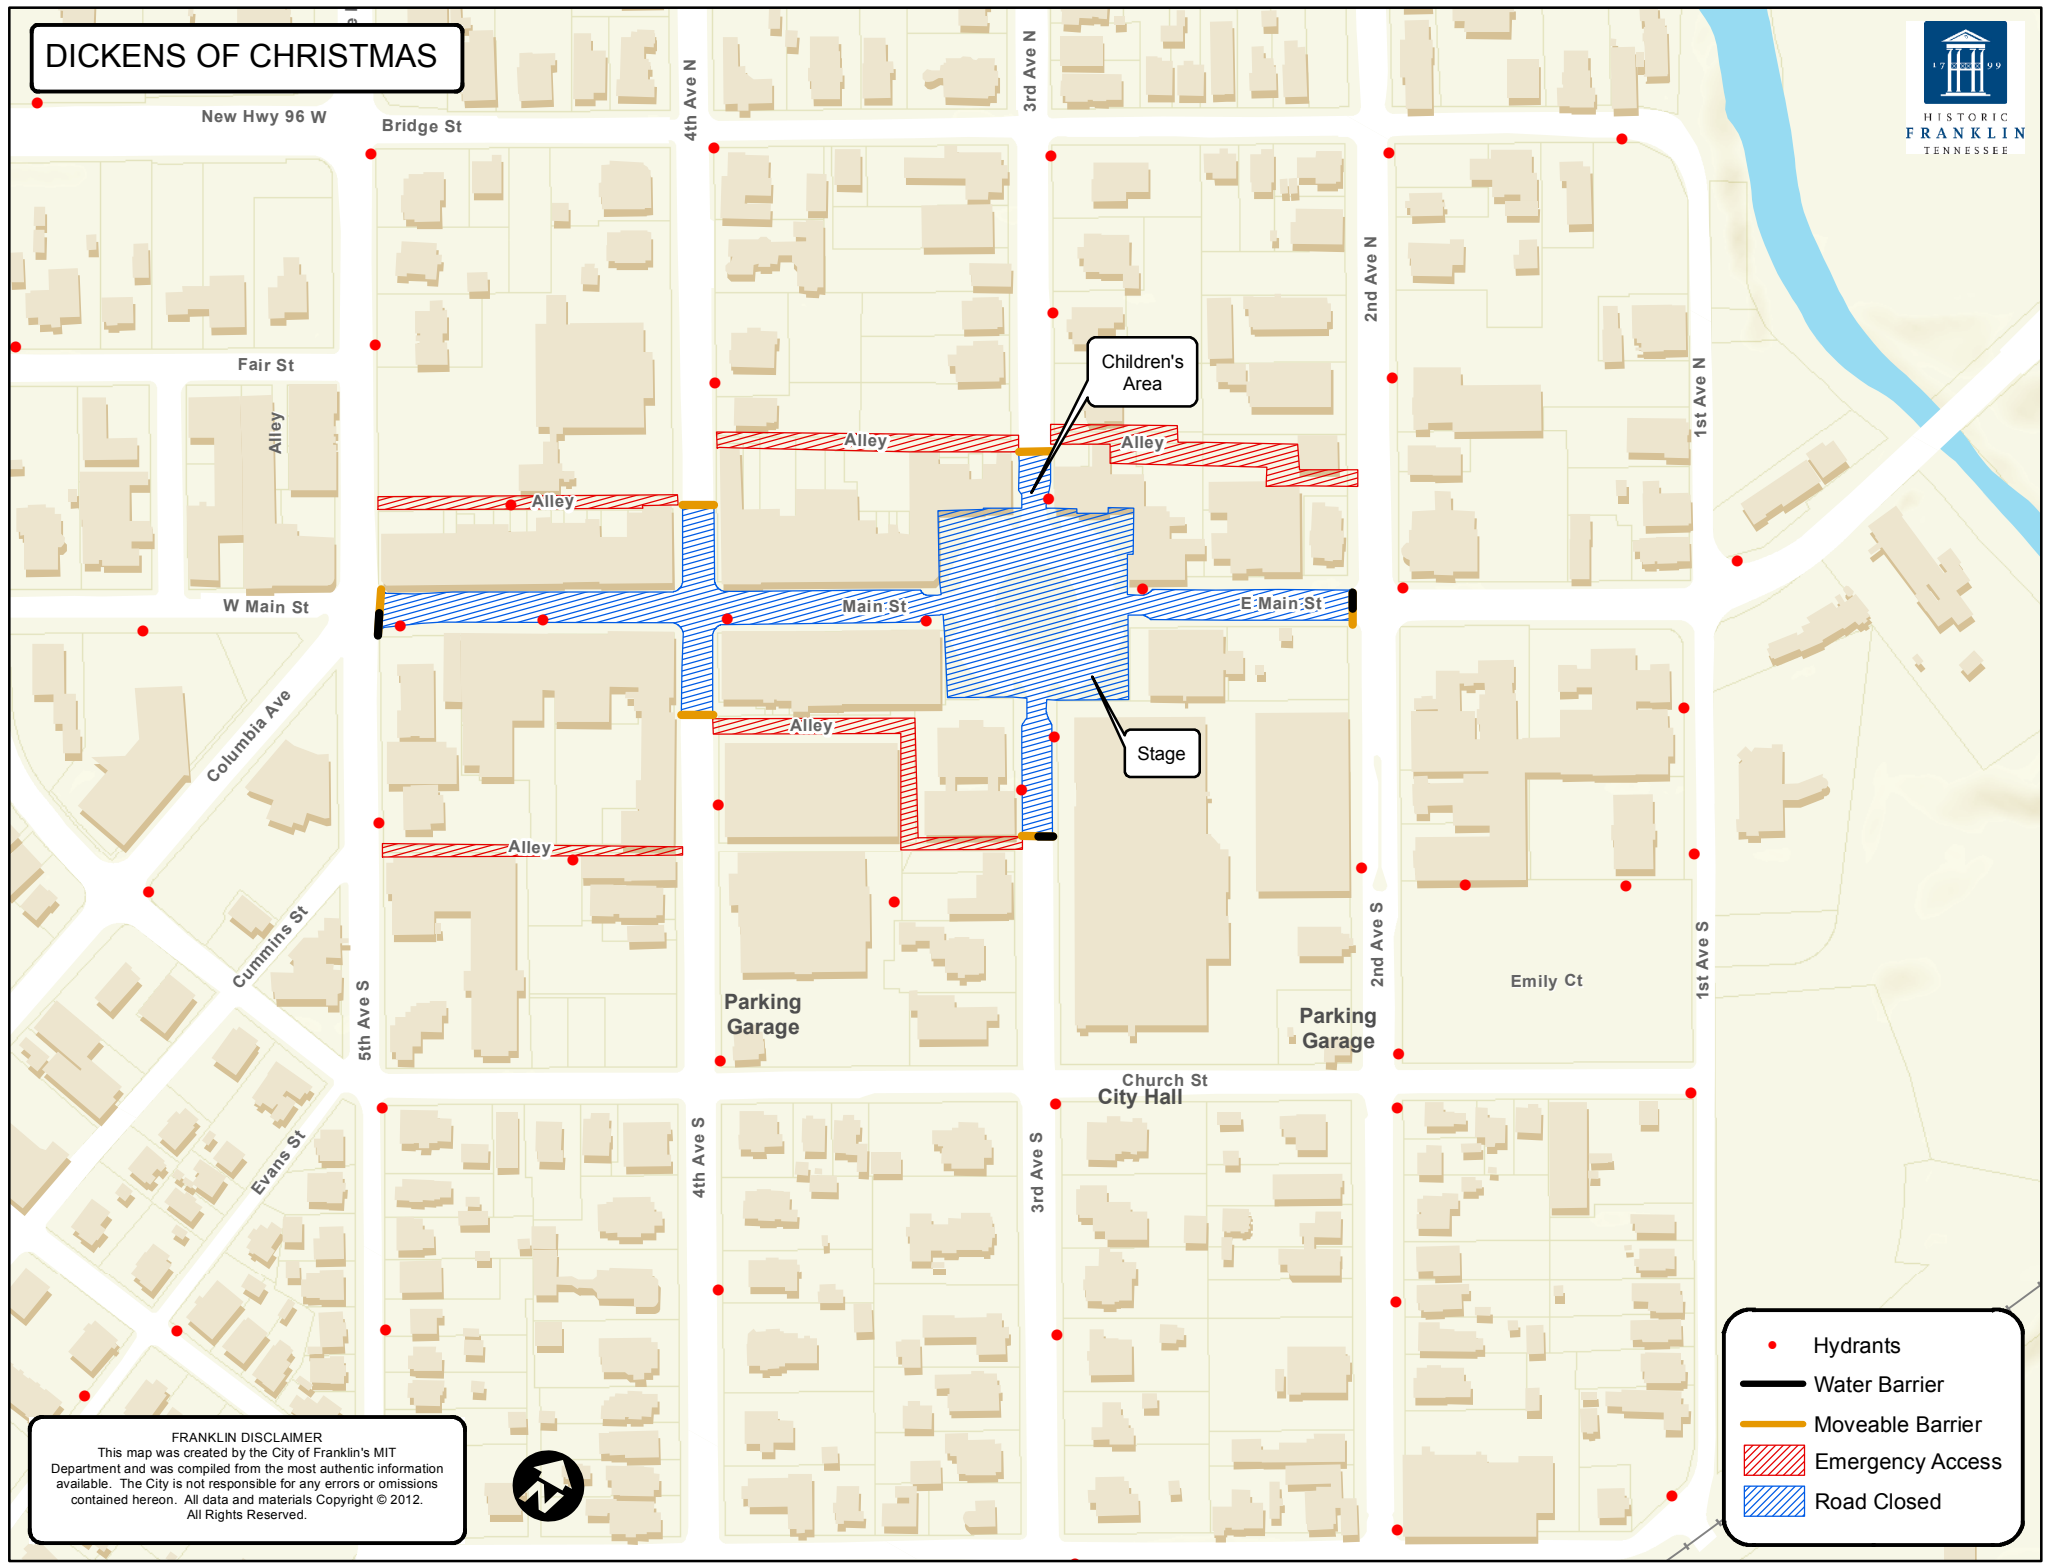 DICKENS OF CHRISTMAS
New Hwy 96 W
Bridge St
4th Ave N
3rd Ave N
17 99
HISTORIC
FRANKLIN
TENNESSEE
2nd Ave N
1st Ave N
Fair St
Alley
Children's
Area
Alley
Alley
Alley
W Main St
Main St
E Main St
Columbia Ave
Alley
Stage
Alley
Cummins St
5th Ave S
Parking
Garage
2nd Ave S
Emily Ct
1st Ave S
Parking
Garage
Church St
City Hall
Evans St
4th Ave S
3rd Ave S
Hydrants
Water Barrier
Moveable Barrier
Emergency Access
Road Closed
FRANKLIN DISCLAIMER
This map was created by the City of Franklin's MIT
Department and was compiled from the most authentic information
available. The City is not responsible for any errors or omissions
contained hereon. All data and materials Copyright © 2012.
All Rights Reserved.
N